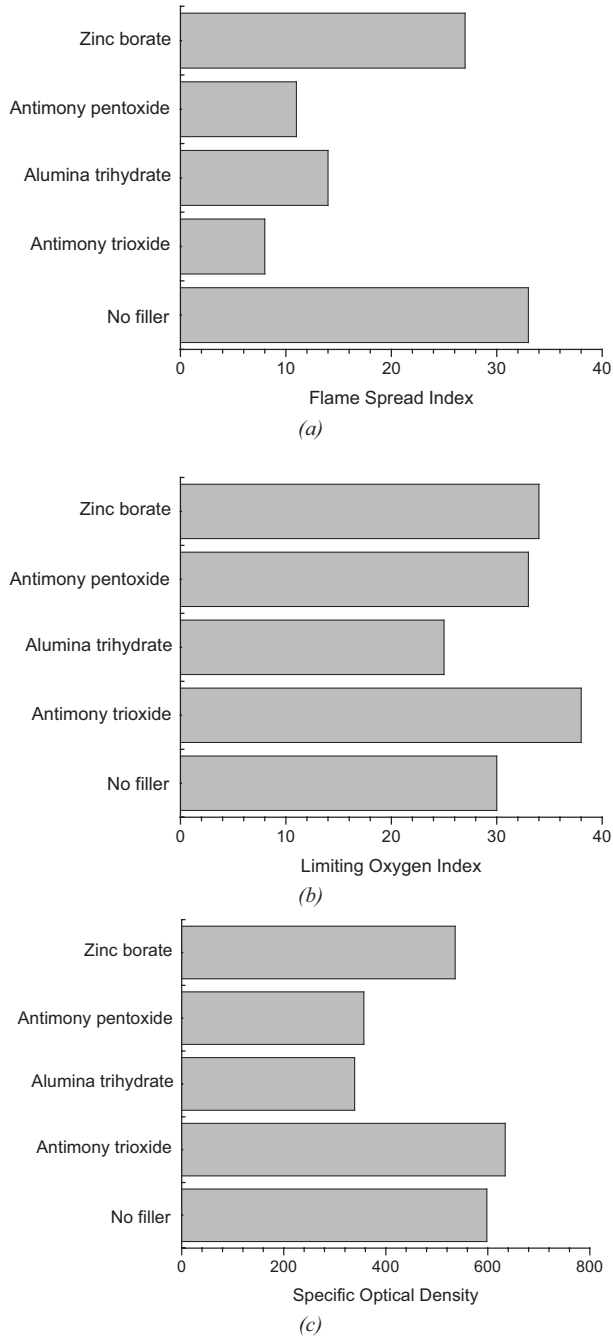 Zinc borate
Antimony pentoxide
Alumina trihydrate
Antimony trioxide
No filler
0 10 20 30 40
Flame Spread Index
(a)
Zinc borate
Antimony pentoxide
Alumina trihydrate
Antimony trioxide
No filler
0 10 20 30 40
Limiting Oxygen Index
(b)
Zinc borate
Antimony pentoxide
Alumina trihydrate
Antimony trioxide
No filler
0 200 400 600 800
Specific Optical Density
(c)